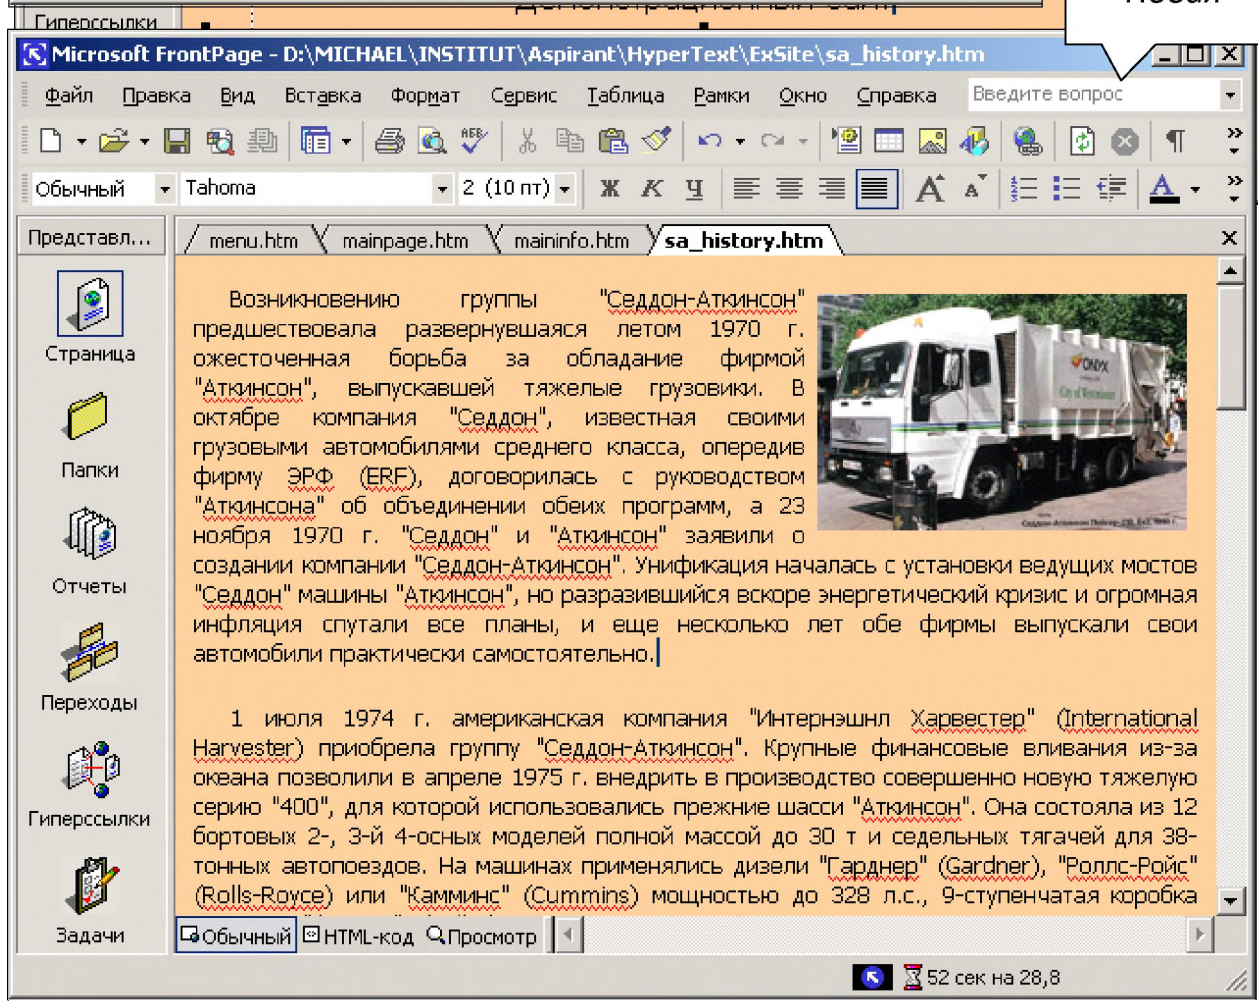 Гиперссылки
демонстрационный сайт
Новая
Microsoft FrontPage - D:\MICHAEL\INSTITUT\Aspirant\HyperText\ExSite\sa_history.htm
Файл Правка Вид Вставка Формат Сервис Таблица Рамки Окно Справка Введите вопрос
Обычный Tahoma 2 (10 пт) Ж К Ч
Представл...
menu.htm mainpage.htm maininfo.htm sa_history.htm
Страница
Папки
Отчеты
Переходы
Гиперссылки
Задачи
Возникновению группы "Седдон-Аткинсон"
предшествовала развернувшаяся летом 1970 г.
ожесточенная борьба за обладание фирмой
"Аткинсон", выпускавшей тяжелые грузовики. В
октябре компания "Седдон", известная своими
грузовыми автомобилями среднего класса, опередив
фирму ЭРФ (ERF), договорилась с руководством
"Аткинсона" об объединении обеих программ, а 23
ноября 1970 г. "Седдон" и "Аткинсон" заявили о
создании компании "Седдон-Аткинсон". Унификация началась с установки ведущих мостов
"Седдон" машины "Аткинсон", но разразившийся вскоре энергетический кризис и огромная
инфляция спутали все планы, и еще несколько лет обе фирмы выпускали свои
автомобили практически самостоятельно.
ONYX
City of Westminster
1 июля 1974 г. американская компания "Интернэшнл Харвестер" (International
Harvester) приобрела группу "Седдон-Аткинсон". Крупные финансовые вливания из-за
океана позволили в апреле 1975 г. внедрить в производство совершенно новую тяжелую
серию "400", для которой использовались прежние шасси "Аткинсон". Она состояла из 12
бортовых 2-, 3-й 4-осных моделей полной массой до 30 т и седельных тягачей для 38-
тонных автопоездов. На машинах применялись дизели "Гарднер" (Gardner), "Роллс-Ройс"
(Rolls-Royce) или "Камминс" (Cummins) мощностью до 328 л.с., 9-ступенчатая коробка
Обычный HTML-код Просмотр
52 сек на 28,8